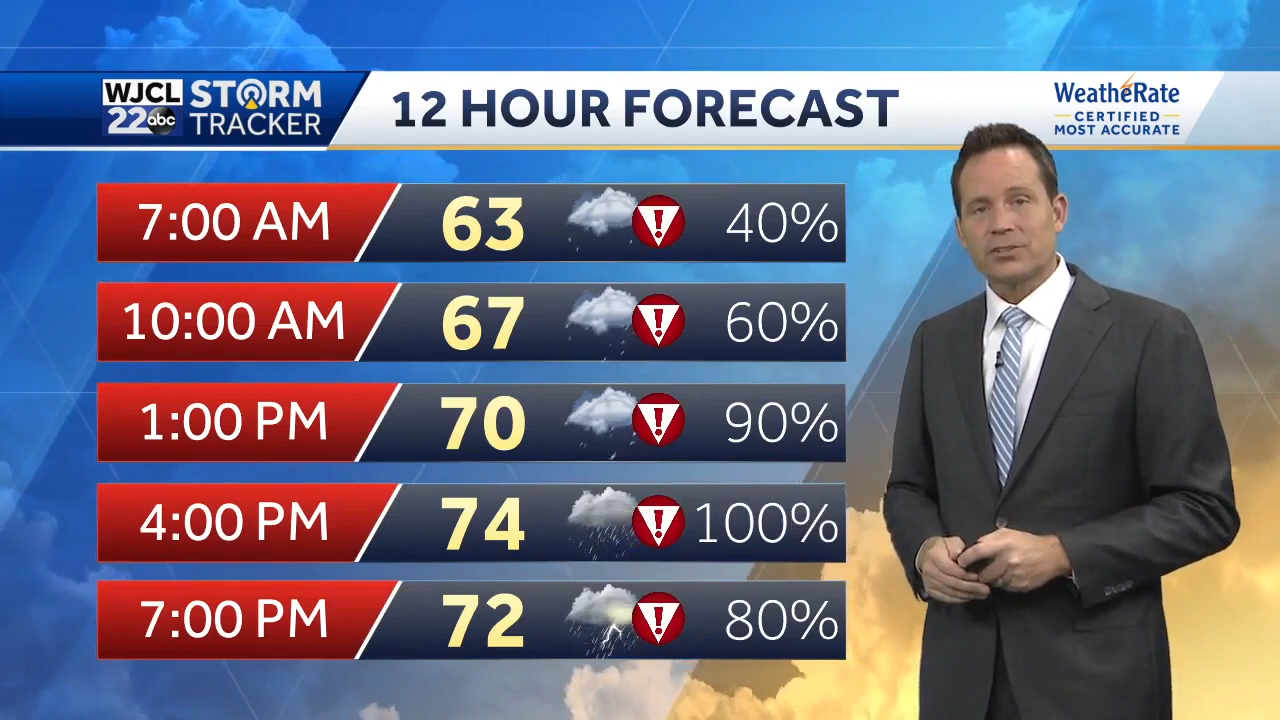 WJCL
22 abc
STORM
TRACKER
12 HOUR FORECAST
WeatheRate
CERTIFIED
MOST ACCURATE
7:00 AM 63 ! 40%
10:00 AM 67 ! 60%
1:00 PM 70 ! 90%
4:00 PM 74 ! 100%
7:00 PM 72 ! 80%